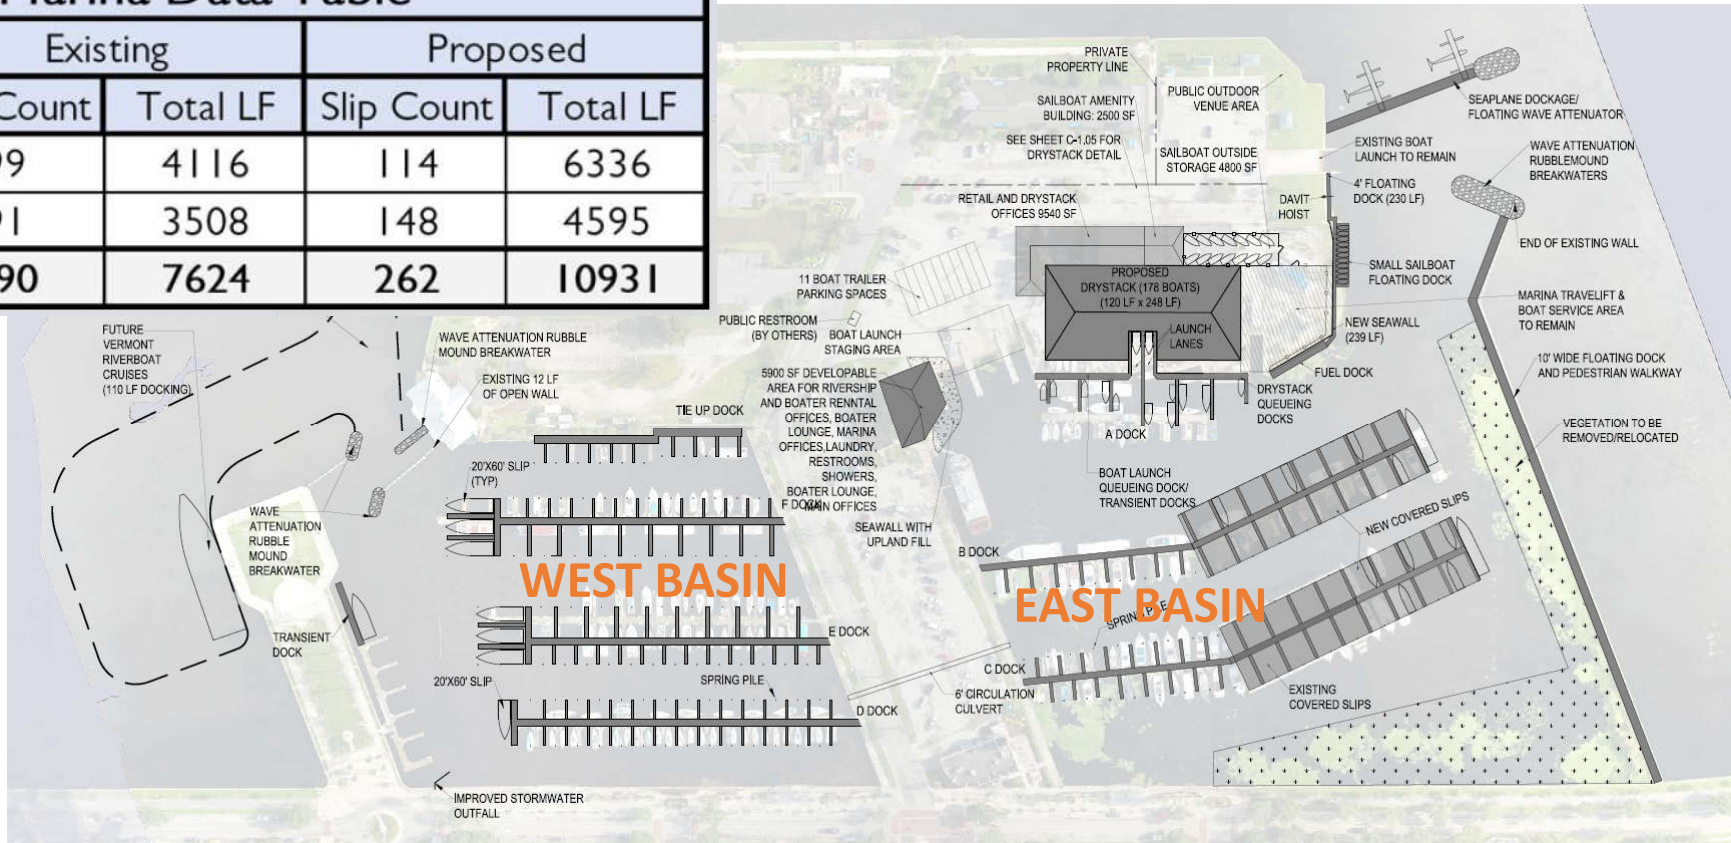 Marina Data Table
Existing Proposed
Count Total LF Slip Count Total LF
99 4116 114 6336
91 3508 148 4595
90 7624 262 10931
PRIVATE
PROPERTY LINE
SAILBOAT AMENITY
BUILDING: 2500 SF
SEE SHEET C-1.05 FOR
DRYSTACK DETAIL
PUBLIC OUTDOOR
VENUE AREA
SAILBOAT OUTSIDE
STORAGE 4800 SF
SEAPLANE DOCKAGE/
FLOATING WAVE ATTENUATOR
EXISTING BOAT
LAUNCH TO REMAIN
WAVE ATTENUATION
RUBBLEMOUND
BREAKWATERS
4' FLOATING
DOCK (230 LF)
DAVIT
HOIST
RETAIL AND DRYSTACK
OFFICES 9540 SF
END OF EXISTING WALL
SMALL SAILBOAT
FLOATING DOCK
11 BOAT TRAILER
PARKING SPACES
PROPOSED
DRYSTACK (178 BOATS)
(120 LF x 248 LF)
LAUNCH
LANES
MARINA TRAVELIFT &
BOAT SERVICE AREA
TO REMAIN
NEW SEAWALL
(239 LF)
PUBLIC RESTROOM
(BY OTHERS)
BOAT LAUNCH
STAGING AREA
FUTURE
VERMONT
RIVERBOAT
CRUISES
(110 LF DOCKING)
WAVE ATTENUATION RUBBLE
MOUND BREAKWATER
EXISTING 12 LF
OF OPEN WALL
10' WIDE FLOATING DOCK
AND PEDESTRIAN WALKWAY
FUEL DOCK
DRYSTACK
QUEUEING
DOCKS
5900 SF DEVELOPABLE
AREA FOR RIVERSHIP
AND BOATER RENNTAL
OFFICES, BOATER
LOUNGE, MARINA
OFFICES,LAUNDRY,
RESTROOMS,
SHOWERS,
BOATER LOUNGE,
MAIN OFFICES
TIE UP DOCK
A DOCK
VEGETATION TO BE
REMOVED/RELOCATED
20'X60' SLIP
(TYP)
BOAT LAUNCH
QUEUEING DOCK/
TRANSIENT DOCKS
F DOCK
NEW COVERED SLIPS
WAVE
ATTENUATION
RUBBLE
MOUND
BREAKWATER
SEAWALL WITH
UPLAND FILL
B DOCK
WEST BASIN
EAST BASIN
SPRING PILE
TRANSIENT
DOCK
E DOCK
C DOCK
20'X60' SLIP
SPRING PILE
6' CIRCULATION
CULVERT
EXISTING
COVERED SLIPS
D DOCK
IMPROVED STORMWATER
OUTFALL